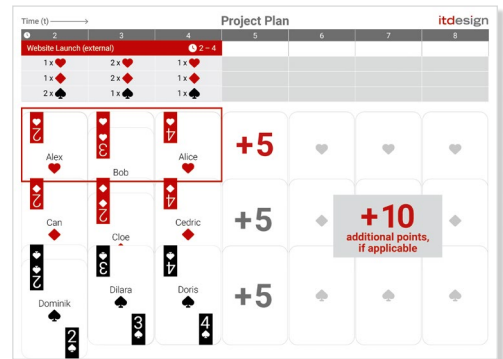 Time (t) Project Plan itdesign
2 3 4 5 6 7 8
Website Launch (external) 2 – 4
1 x 2 x 1 x
1 x 2 x 1 x
2 x 1 x 1 x
2 3 4
Alex Bob Alice +5
2 3 4
Can Cloe Cedric +5
+10
additional points,
if applicable
2 3 4
Dominik Dilara Doris +5
2 3 4